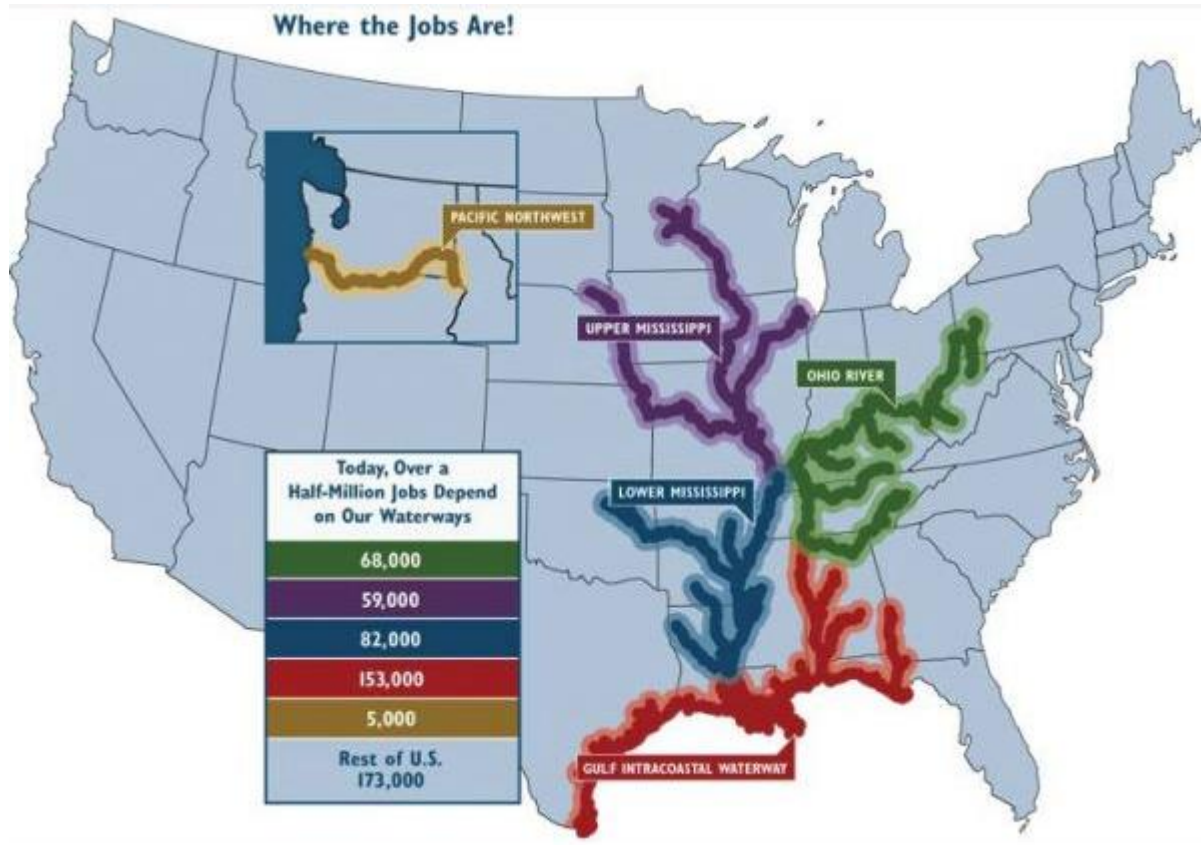 Where the Jobs Are!
PACIFIC NORTHWEST
UPPER MISSISSIPPI
OHIO RIVER
LOWER MISSISSIPPI
Today, Over a
Half-Million Jobs Depend
on Our Waterways
68,000
59,000
82,000
153,000
5,000
Rest of U.S.
173,000
GULF INTRACOASTAL WATERWAY